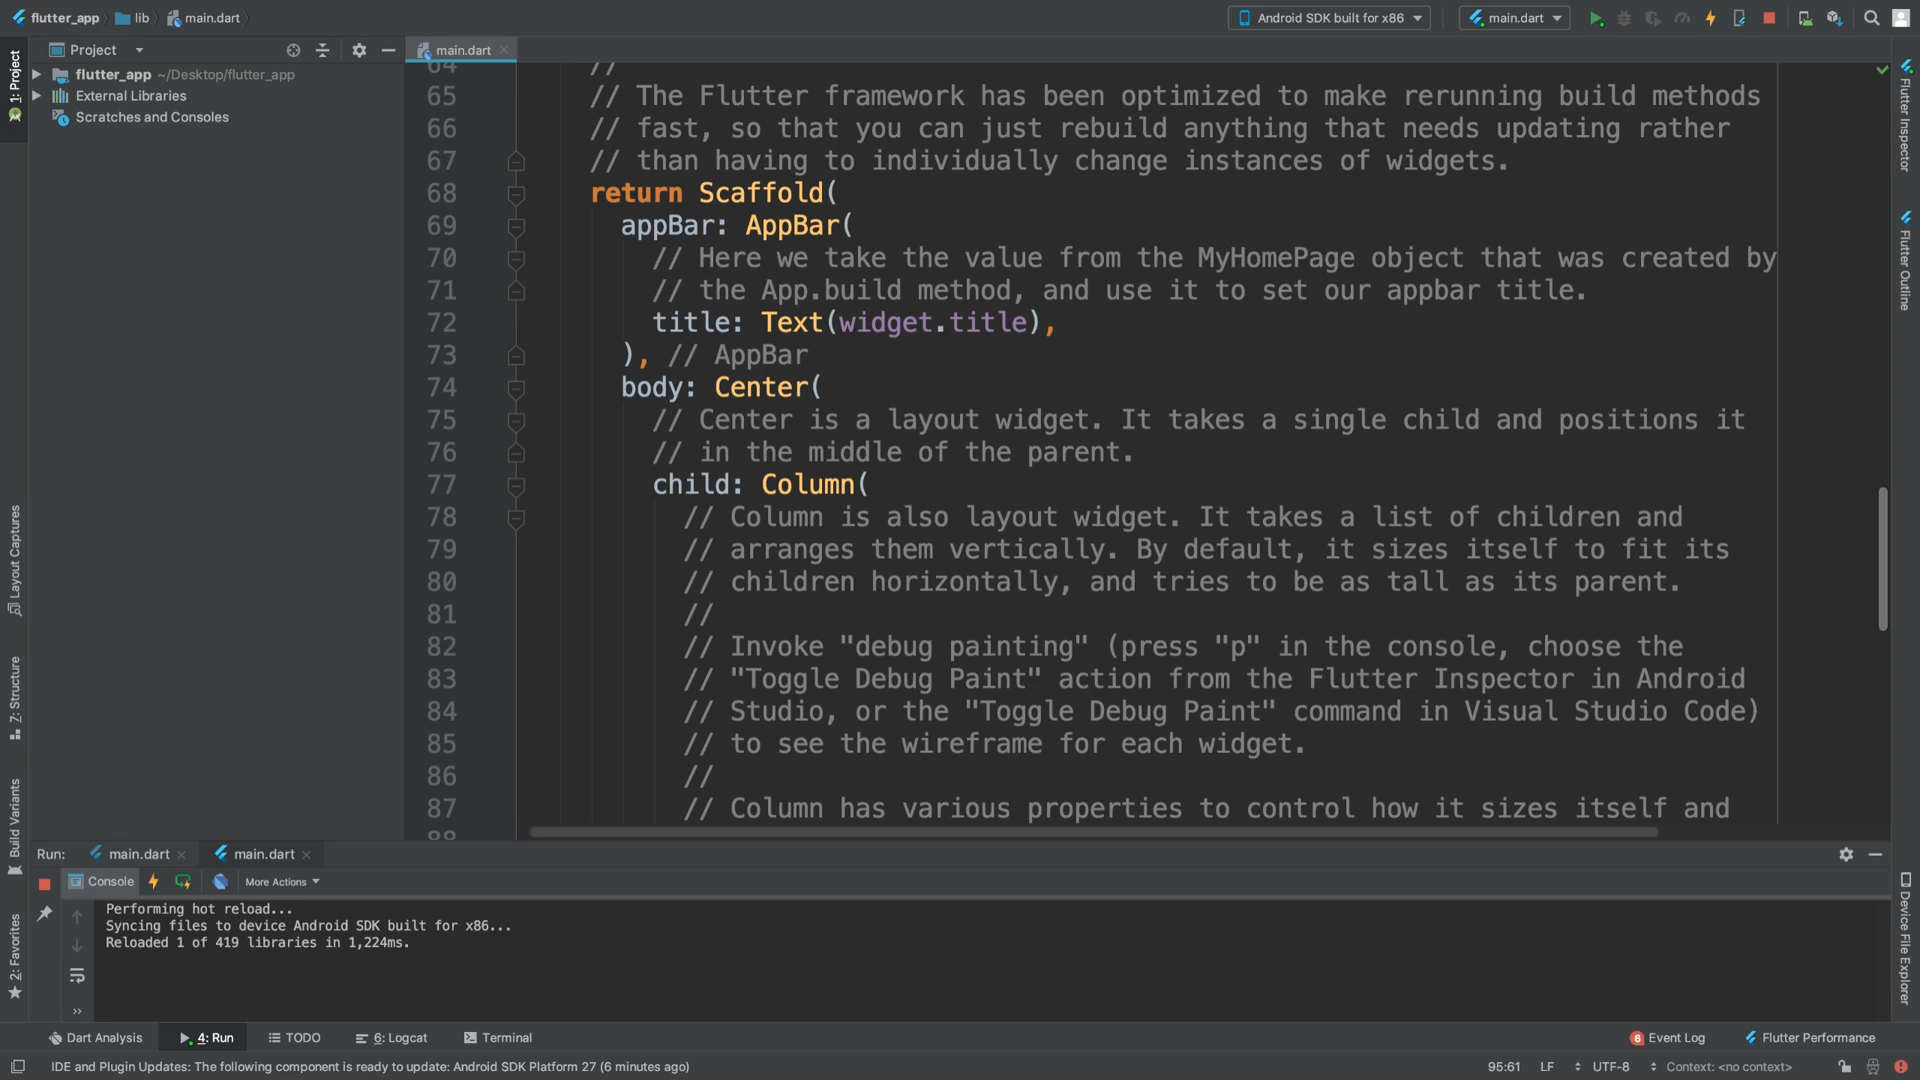 flutter_app lib main.dart
Android SDK built for x86 main.dart
Project main.dart
1: Project
flutter_app ~/Desktop/flutter_app
External Libraries
Scratches and Consoles
Layout Captures
7: Structure
Build Variants
2: Favorites
64 //
65 // The Flutter framework has been optimized to make rerunning build methods
66 // fast, so that you can just rebuild anything that needs updating rather
67 // than having to individually change instances of widgets.
68 return Scaffold(
69 appBar: AppBar(
70 // Here we take the value from the MyHomePage object that was created by
71 // the App.build method, and use it to set our appbar title.
72 title: Text(widget.title),
73 ), // AppBar
74 body: Center(
75 // Center is a layout widget. It takes a single child and positions it
76 // in the middle of the parent.
77 child: Column(
78 // Column is also layout widget. It takes a list of children and
79 // arranges them vertically. By default, it sizes itself to fit its
80 // children horizontally, and tries to be as tall as its parent.
81 //
82 // Invoke "debug painting" (press "p" in the console, choose the
83 // "Toggle Debug Paint" action from the Flutter Inspector in Android
84 // Studio, or the "Toggle Debug Paint" command in Visual Studio Code)
85 // to see the wireframe for each widget.
86 //
87 // Column has various properties to control how it sizes itself and
88
Flutter Inspector
Flutter Outline
Device File Explorer
Run: main.dart main.dart
Console More Actions
Performing hot reload...
Syncing files to device Android SDK built for x86...
Reloaded 1 of 419 libraries in 1,224ms.
Dart Analysis 4: Run TODO 6: Logcat Terminal 6 Event Log Flutter Performance
IDE and Plugin Updates: The following component is ready to update: Android SDK Platform 27 (6 minutes ago) 95:61 LF UTF-8 Context: <no context>